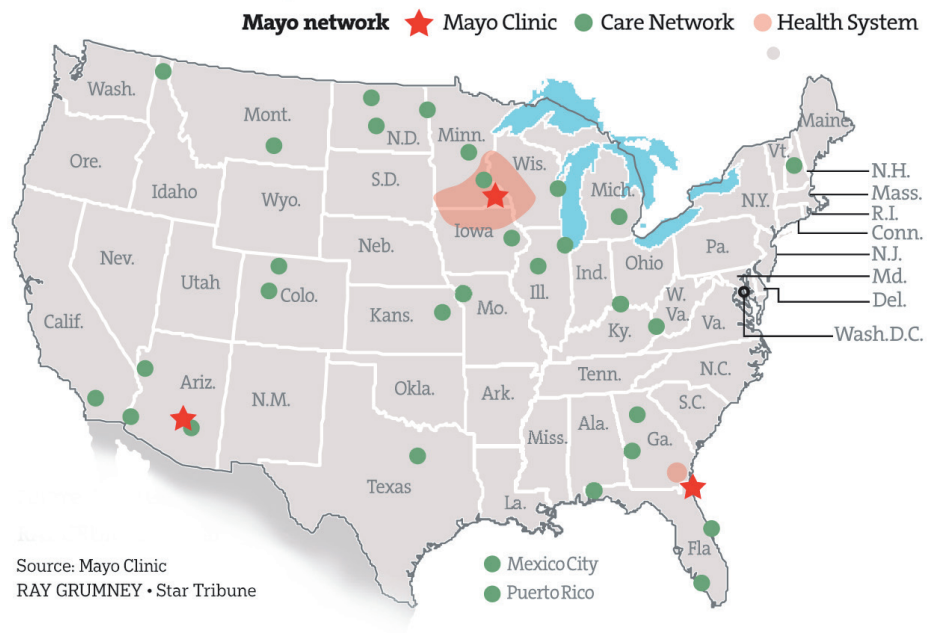 Mayo network Mayo Clinic Care Network Health System
Wash.
Mont.
N.D.
Minn.
Maine
Vt.
Ore.
Idaho
Wyo.
S.D.
Wis.
Mich.
N.Y.
N.H.
Mass.
R.I.
Conn.
N.J.
Md.
Del.
Wash.D.C.
Nev.
Utah
Colo.
Neb.
Iowa
Ill.
Ind.
Ohio
Pa.
W.
Va.
Va.
Calif.
Kans.
Mo.
Ky.
Ariz.
N.M.
Okla.
Ark.
Tenn.
N.C.
S.C.
Texas
La.
Miss.
Ala.
Ga.
Fla
Mexico City
Puerto Rico
Source: Mayo Clinic
RAY GRUMNEY • Star Tribune